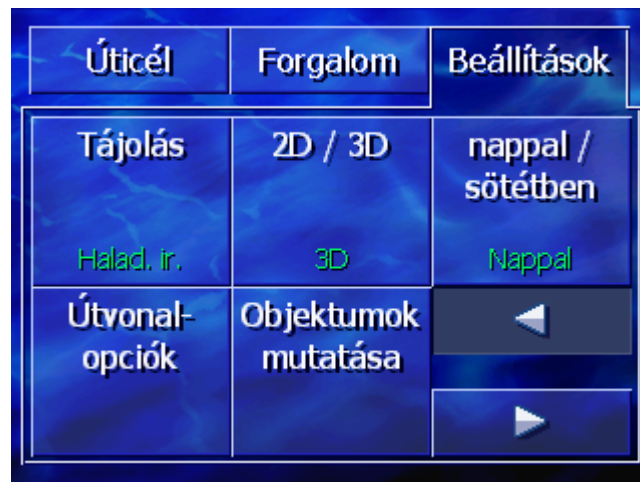 Úticél
Forgalom
Beállítások
Tájolás
Halad. ir.
2D / 3D
3D
nappal /
sötétben
Nappal
Útvonal-
opciók
Objektumok
mutatása